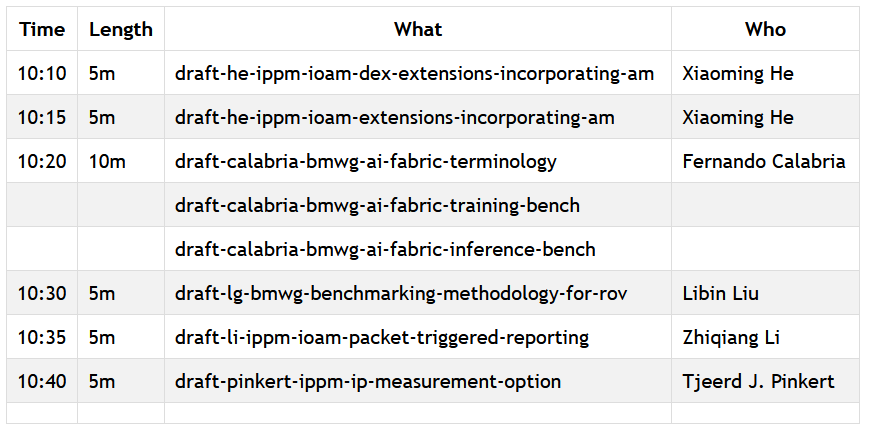 Time Length What Who
10:10 5m draft-he-ippm-ioam-dex-extensions-incorporating-am Xiaoming He
10:15 5m draft-he-ippm-ioam-extensions-incorporating-am Xiaoming He
10:20 10m draft-calabria-bmwg-ai-fabric-terminology Fernando Calabria
draft-calabria-bmwg-ai-fabric-training-bench
draft-calabria-bmwg-ai-fabric-inference-bench
10:30 5m draft-lg-bmwg-benchmarking-methodology-for-rov Libin Liu
10:35 5m draft-li-ippm-ioam-packet-triggered-reporting Zhiqiang Li
10:40 5m draft-pinkert-ippm-ip-measurement-option Tjeerd J. Pinkert